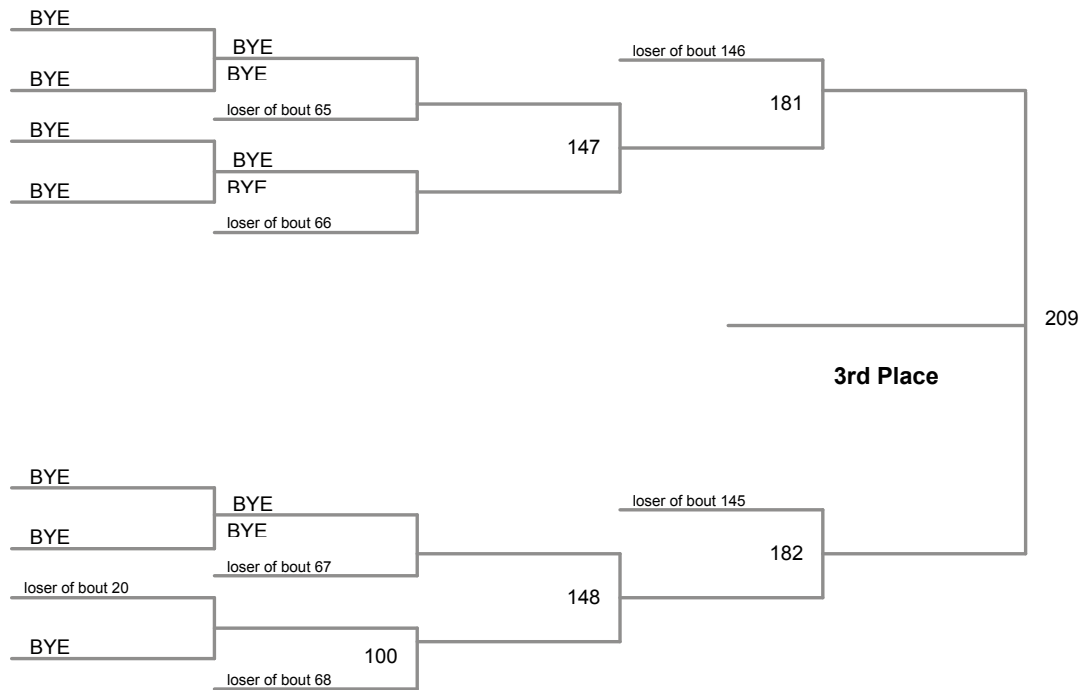 BYE
BYE
BYE
BYE
loser of bout 65
BYE
BYE
BYE
BYE
loser of bout 66
147
loser of bout 146
181
209
3rd Place
BYE
BYE
BYE
BYE
loser of bout 67
loser of bout 20
BYE
100
loser of bout 68
148
loser of bout 145
182